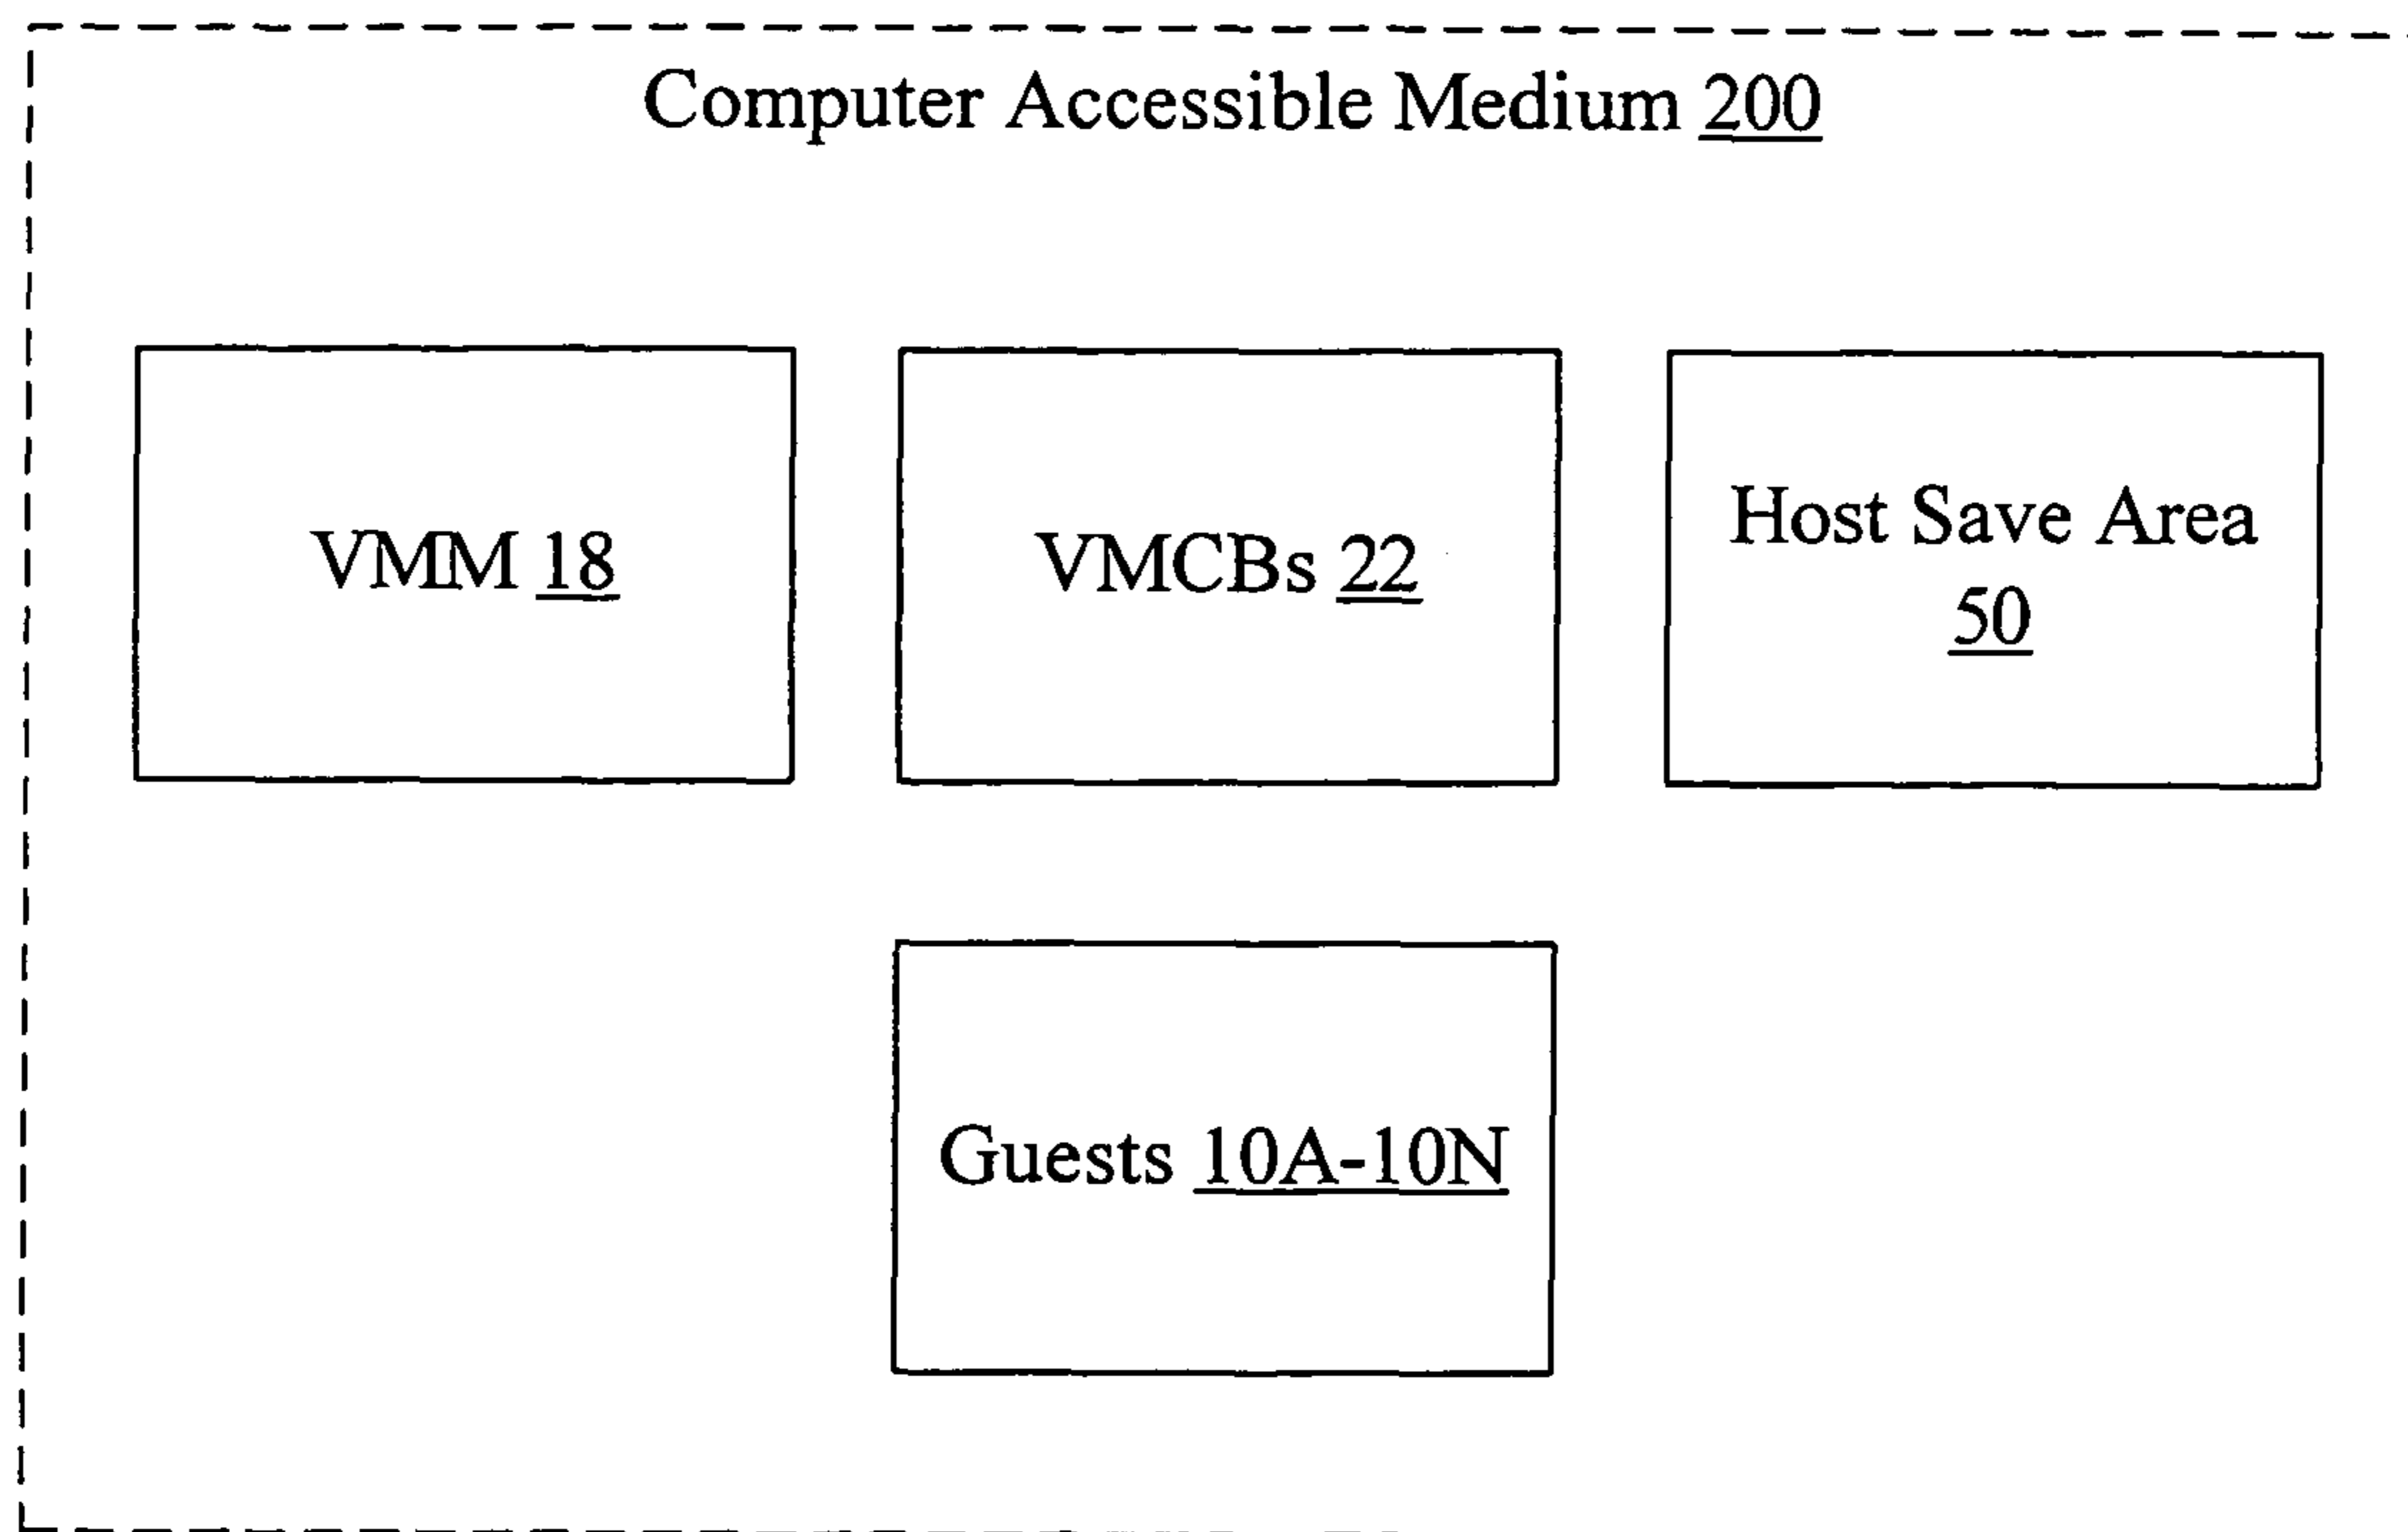 Computer Accessible Medium 200
VMM 18
VMCBs 22
Host Save Area
50
Guests 10A-10N